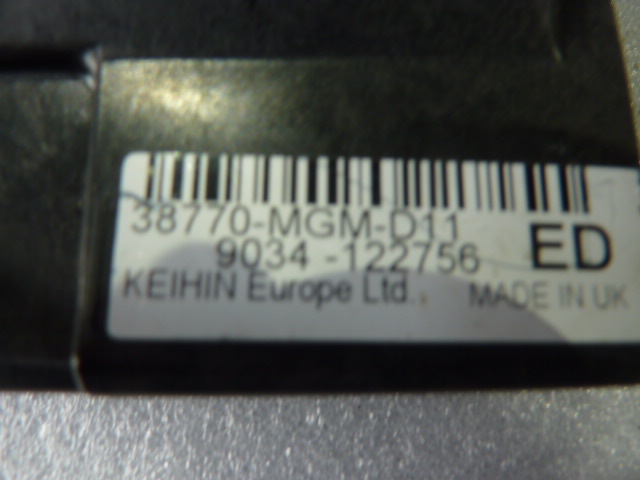 38770-MGM-D11
9034 -122756
ED
KEIHIN Europe Ltd.
MADE IN UK